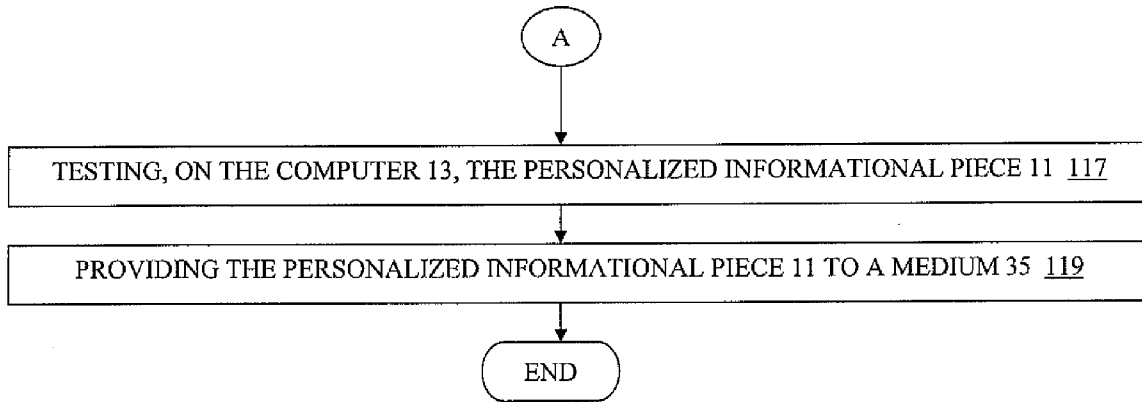 A
TESTING, ON THE COMPUTER 13, THE PERSONALIZED INFORMATIONAL PIECE 11 117
PROVIDING THE PERSONALIZED INFORMATIONAL PIECE 11 TO A MEDIUM 35 119
END